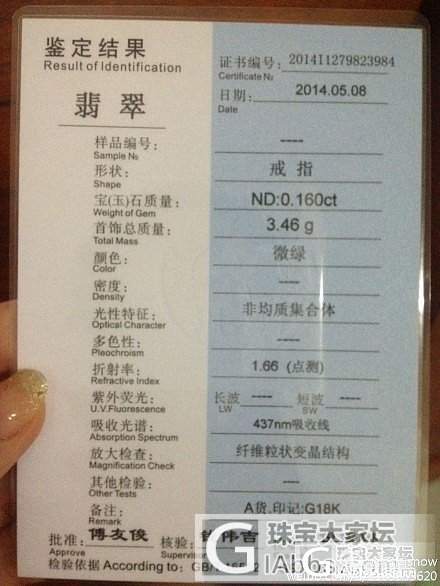 鉴定结果
Result of Identification
证书编号: 2014112798239​84
Certificate №
日期: 2014.05.08
Date
翡翠
样品编号: ----
Sample №
形状: 戒指
Shape
宝(玉)石质量: ND:0.160ct
Weight of Gem
首饰总质量: 3.46 g
Total Mass
颜色: 微绿
Color
密度: ----
Density
光性特征: 非均质集合体
Optical Character
多色性: ----
Pleochroism
折射率: 1.66 (点测)
Refractive Index
紫外荧光: 长波 ---- 短波 ----
U.V.Fluorescence LW SW
吸收光谱: 437nm吸收线
Absorption Spectrum
放大检查: 纤维粒状变晶结构
Magnification Check
其他检验: ----
Other Tests
备注: A货,印记:G18K
Remark
批准: 傅友俊 核验:
Approve
检验依据 According to:
珠宝大家坛